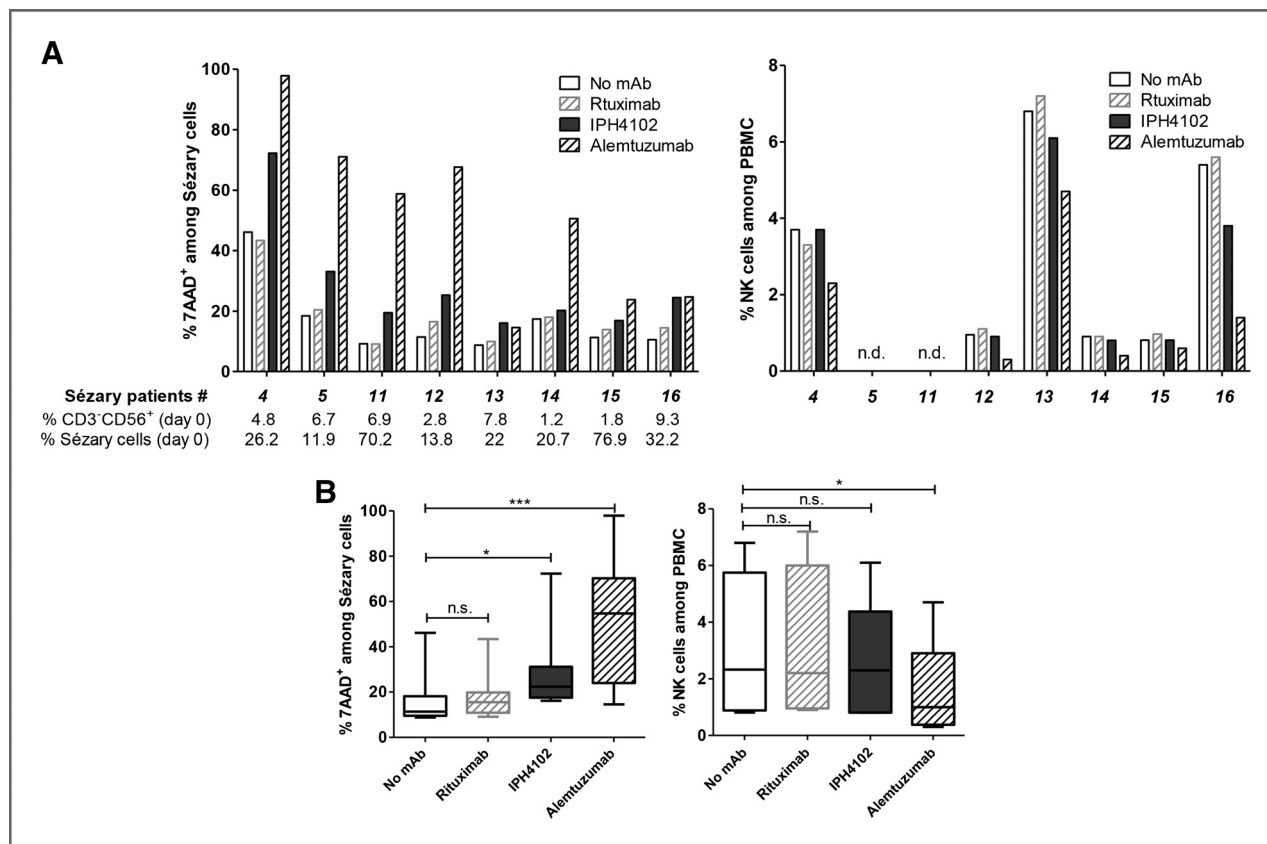 A
% 7AAD+ among Sézary cells
100
80
60
40
20
0
No mAb
Rtuximab
IPH4102
Alemtuzumab
Sézary patients # 4 5 11 12 13 14 15 16
% CD3-CD56+ (day 0) 4.8 6.7 6.9 2.8 7.8 1.2 1.8 9.3
% Sézary cells (day 0) 26.2 11.9 70.2 13.8 22 20.7 76.9 32.2
% NK cells among PBMC
8
6
4
2
0
No mAb
Rtuximab
IPH4102
Alemtuzumab
n.d. n.d.
4 5 11 12 13 14 15 16
B
% 7AAD+ among Sézary cells
100
80
60
40
20
0
***
*
n.s.
No mAb Rituximab IPH4102 Alemtuzumab
% NK cells among PBMC
8
6
4
2
0
*
n.s.
n.s.
No mAb Rituximab IPH4102 Alemtuzumab